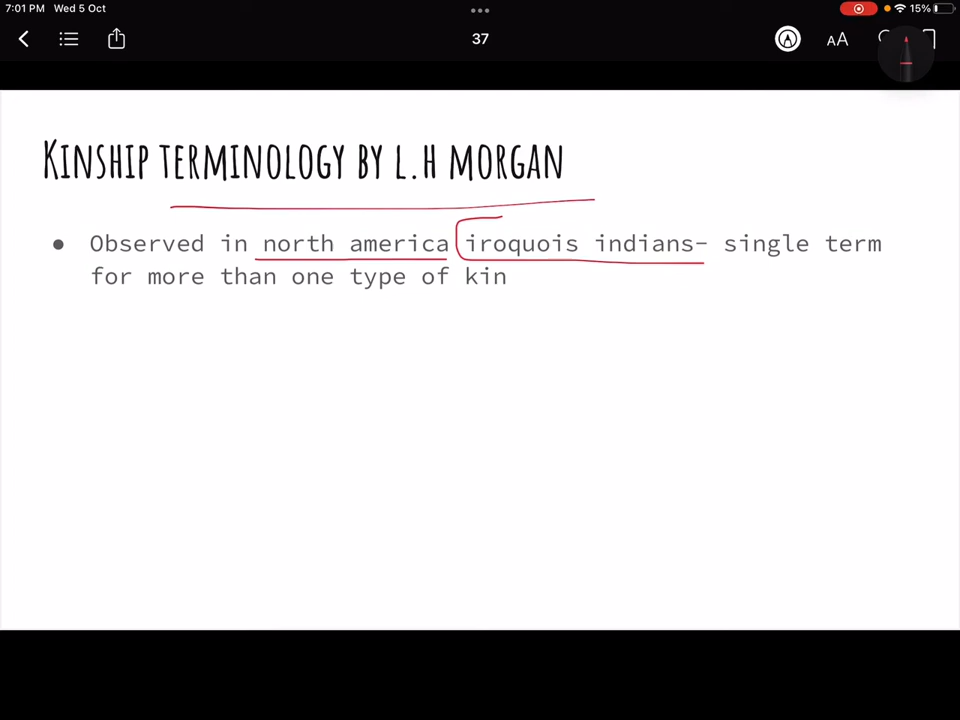 7:01 PM Wed 5 Oct
15%
37
AA
KINSHIP TERMINOLOGY BY L.H MORGAN
● Observed in north america iroquois indians- single term
for more than one type of kin